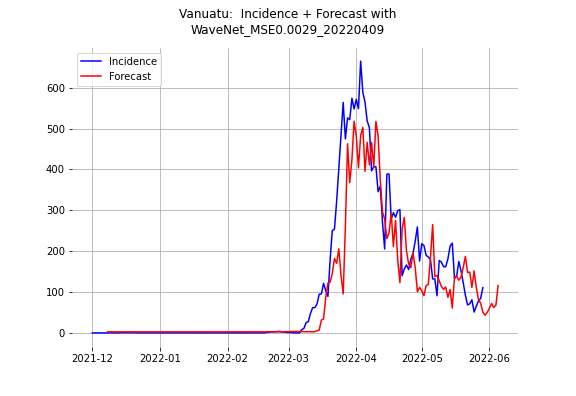 Vanuatu:  Incidence + Forecast with
WaveNet_MSE0.0029_20220409
Incidence
Forecast
600
500
400
300
200
100
0
2021-12 2022-01 2022-02 2022-03 2022-04 2022-05 2022-06